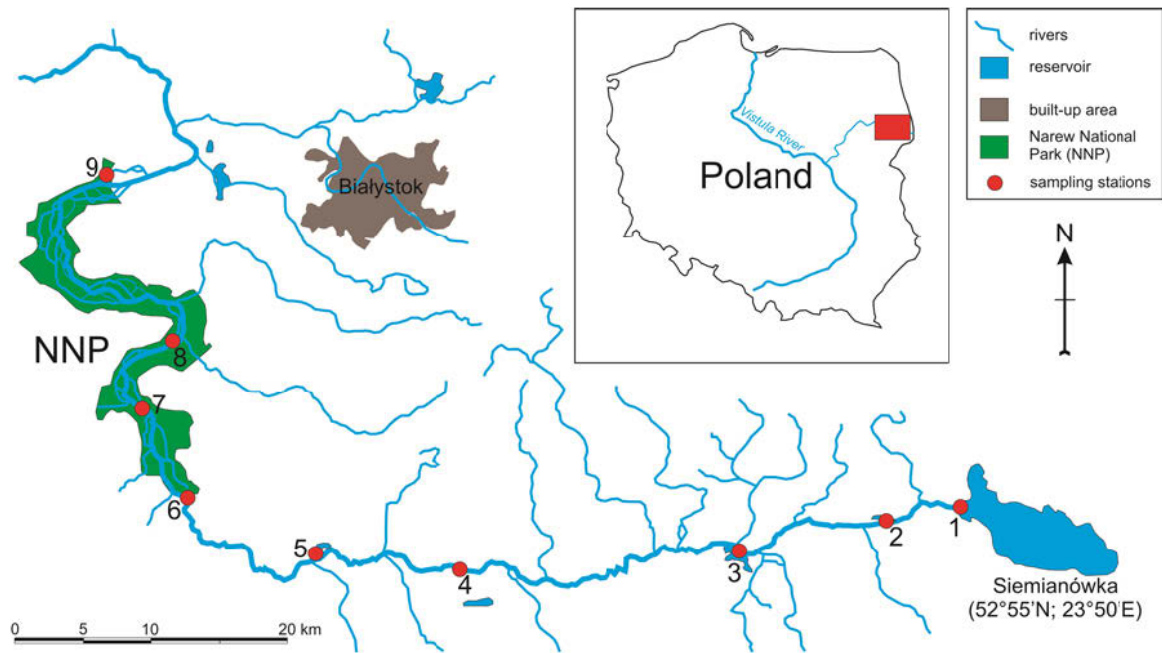 rivers
reservoir
built-up area
Narew National
Park (NNP)
sampling stations
Vistula River
Poland
N
Białystok
9
NNP
8
7
6
5
4
3
2
1
Siemianówka
(52°55'N; 23°50'E)
0 5 10 20 km